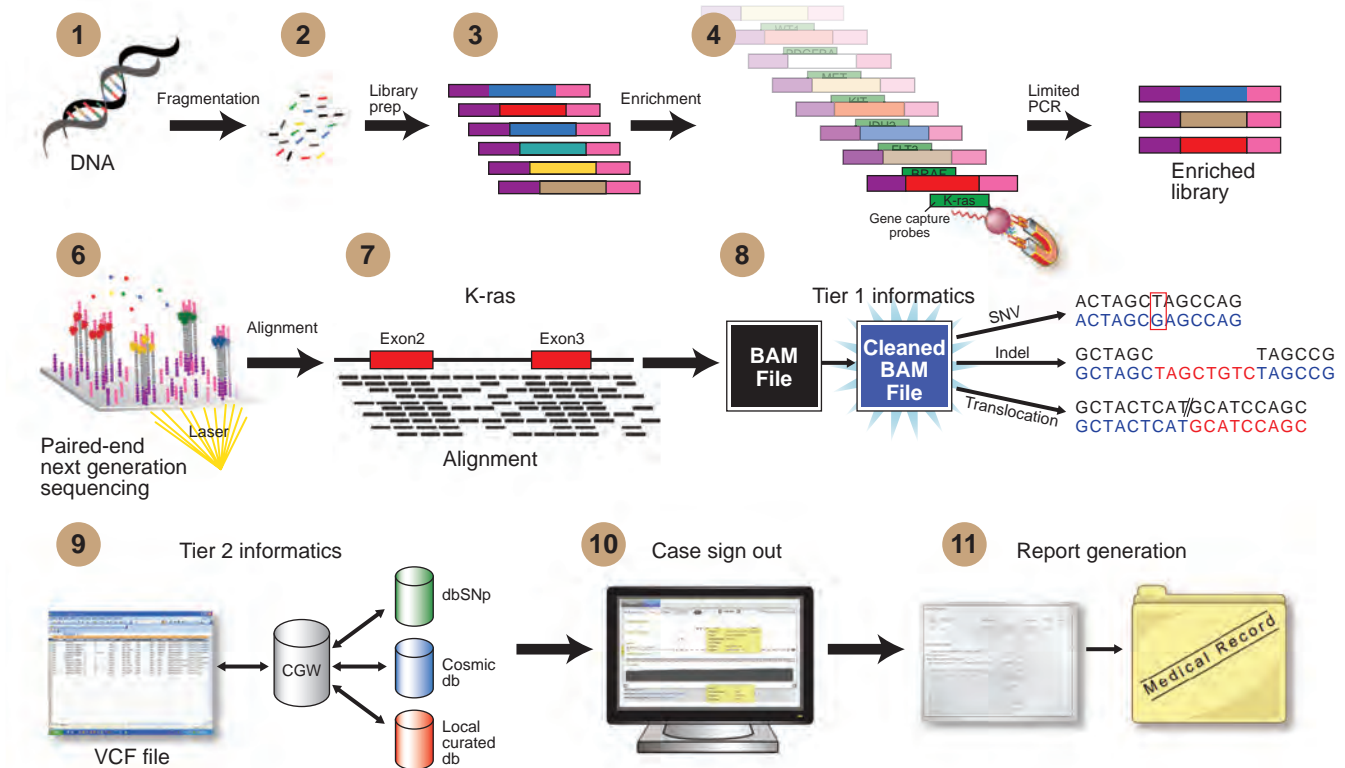 1
2
3
4
DNA
Fragmentation
Library
prep
Enrichment
WT1
PDGFRA
MET
KIT
IDH2
FLT3
BRAF
K-ras
Gene capture
probes
Limited
PCR
Enriched
library
6
7
8
Paired-end
next generation
sequencing
Laser
Alignment
K-ras
Exon2
Exon3
Alignment
Tier 1 informatics
BAM
File
Cleaned
BAM
File
SNV
Indel
Translocation
ACTAGCTAGCCAG
ACTAGCGAGCCAG
GCTAGC TAGCCG
GCTAGCTAGCTGTCTAGCCG
GCTACTCAT//GCATCCAGC
GCTACTCATGCATCCAGC
9
Tier 2 informatics
VCF file
CGW
dbSNp
Cosmic
db
Local
curated
db
10
Case sign out
11
Report generation
Medical Record